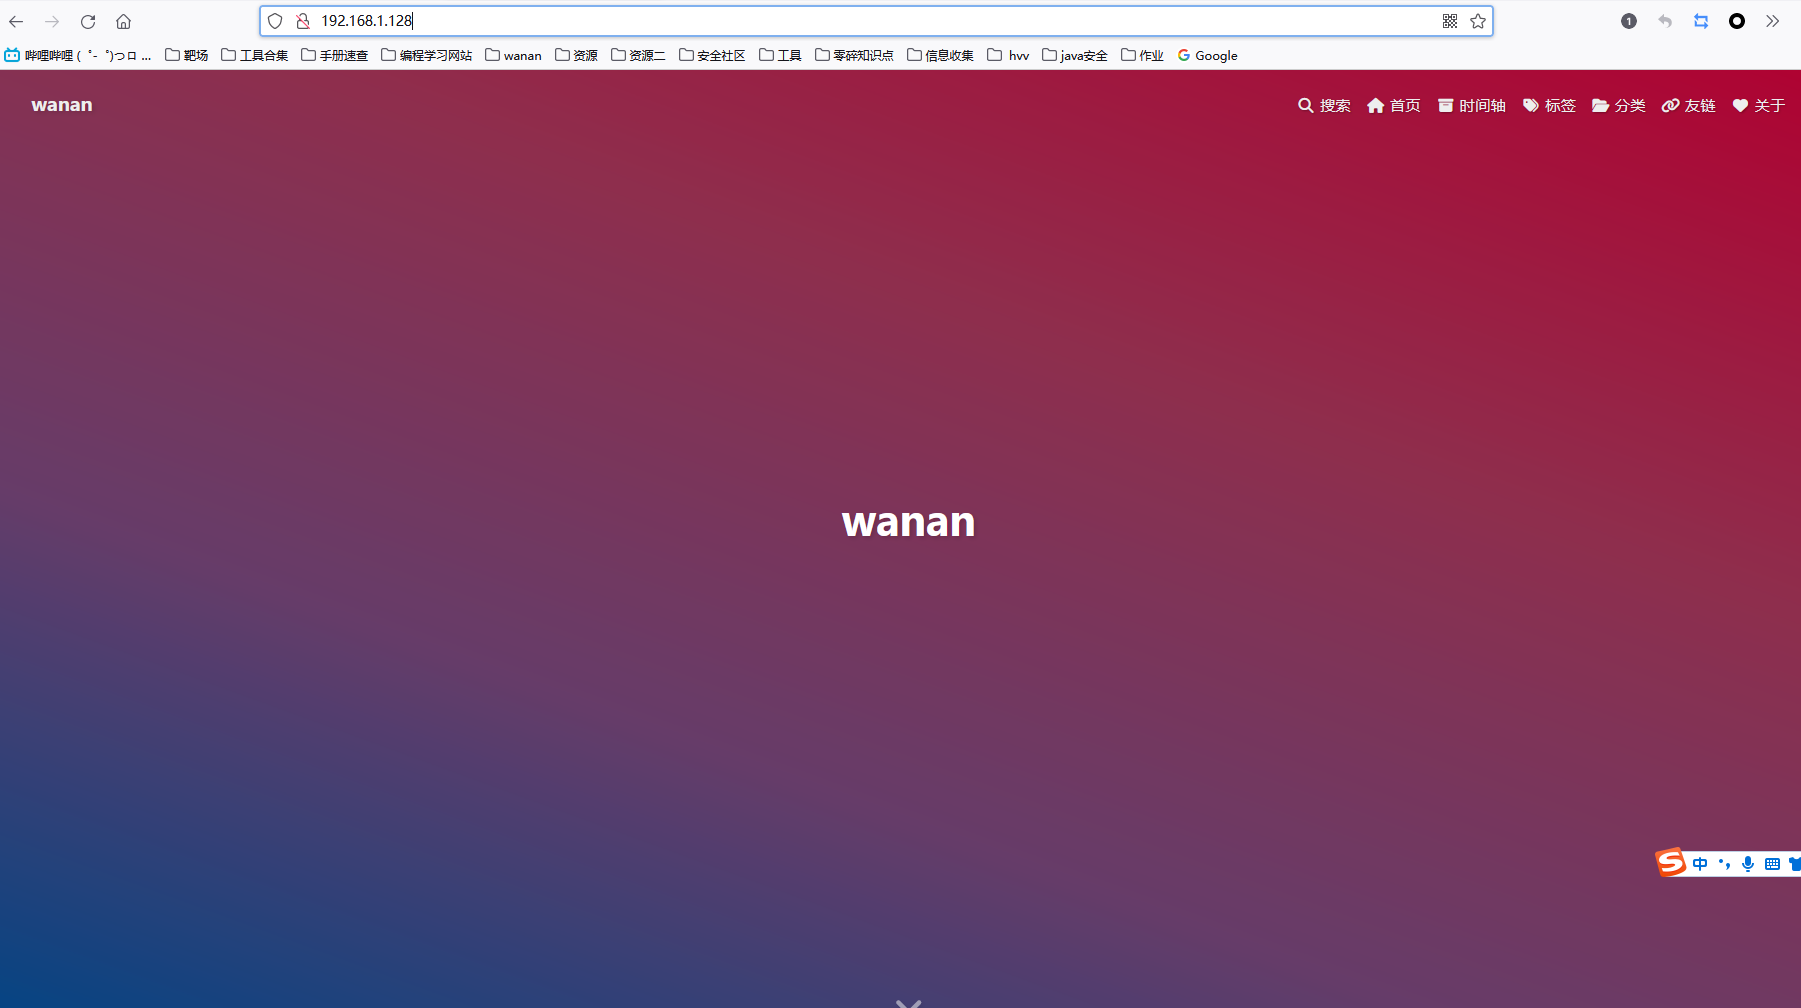 192.168.1.128
1
哔哩哔哩 ( ゜- ゜)つロ ... 靶场 工具合集 手册速查 编程学习网站 wanan 资源 资源二 安全社区 工具 零碎知识点 信息收集 hvv java安全 作业 Google
wanan 搜索 首页 时间轴 标签 分类 友链 关于
wanan
中